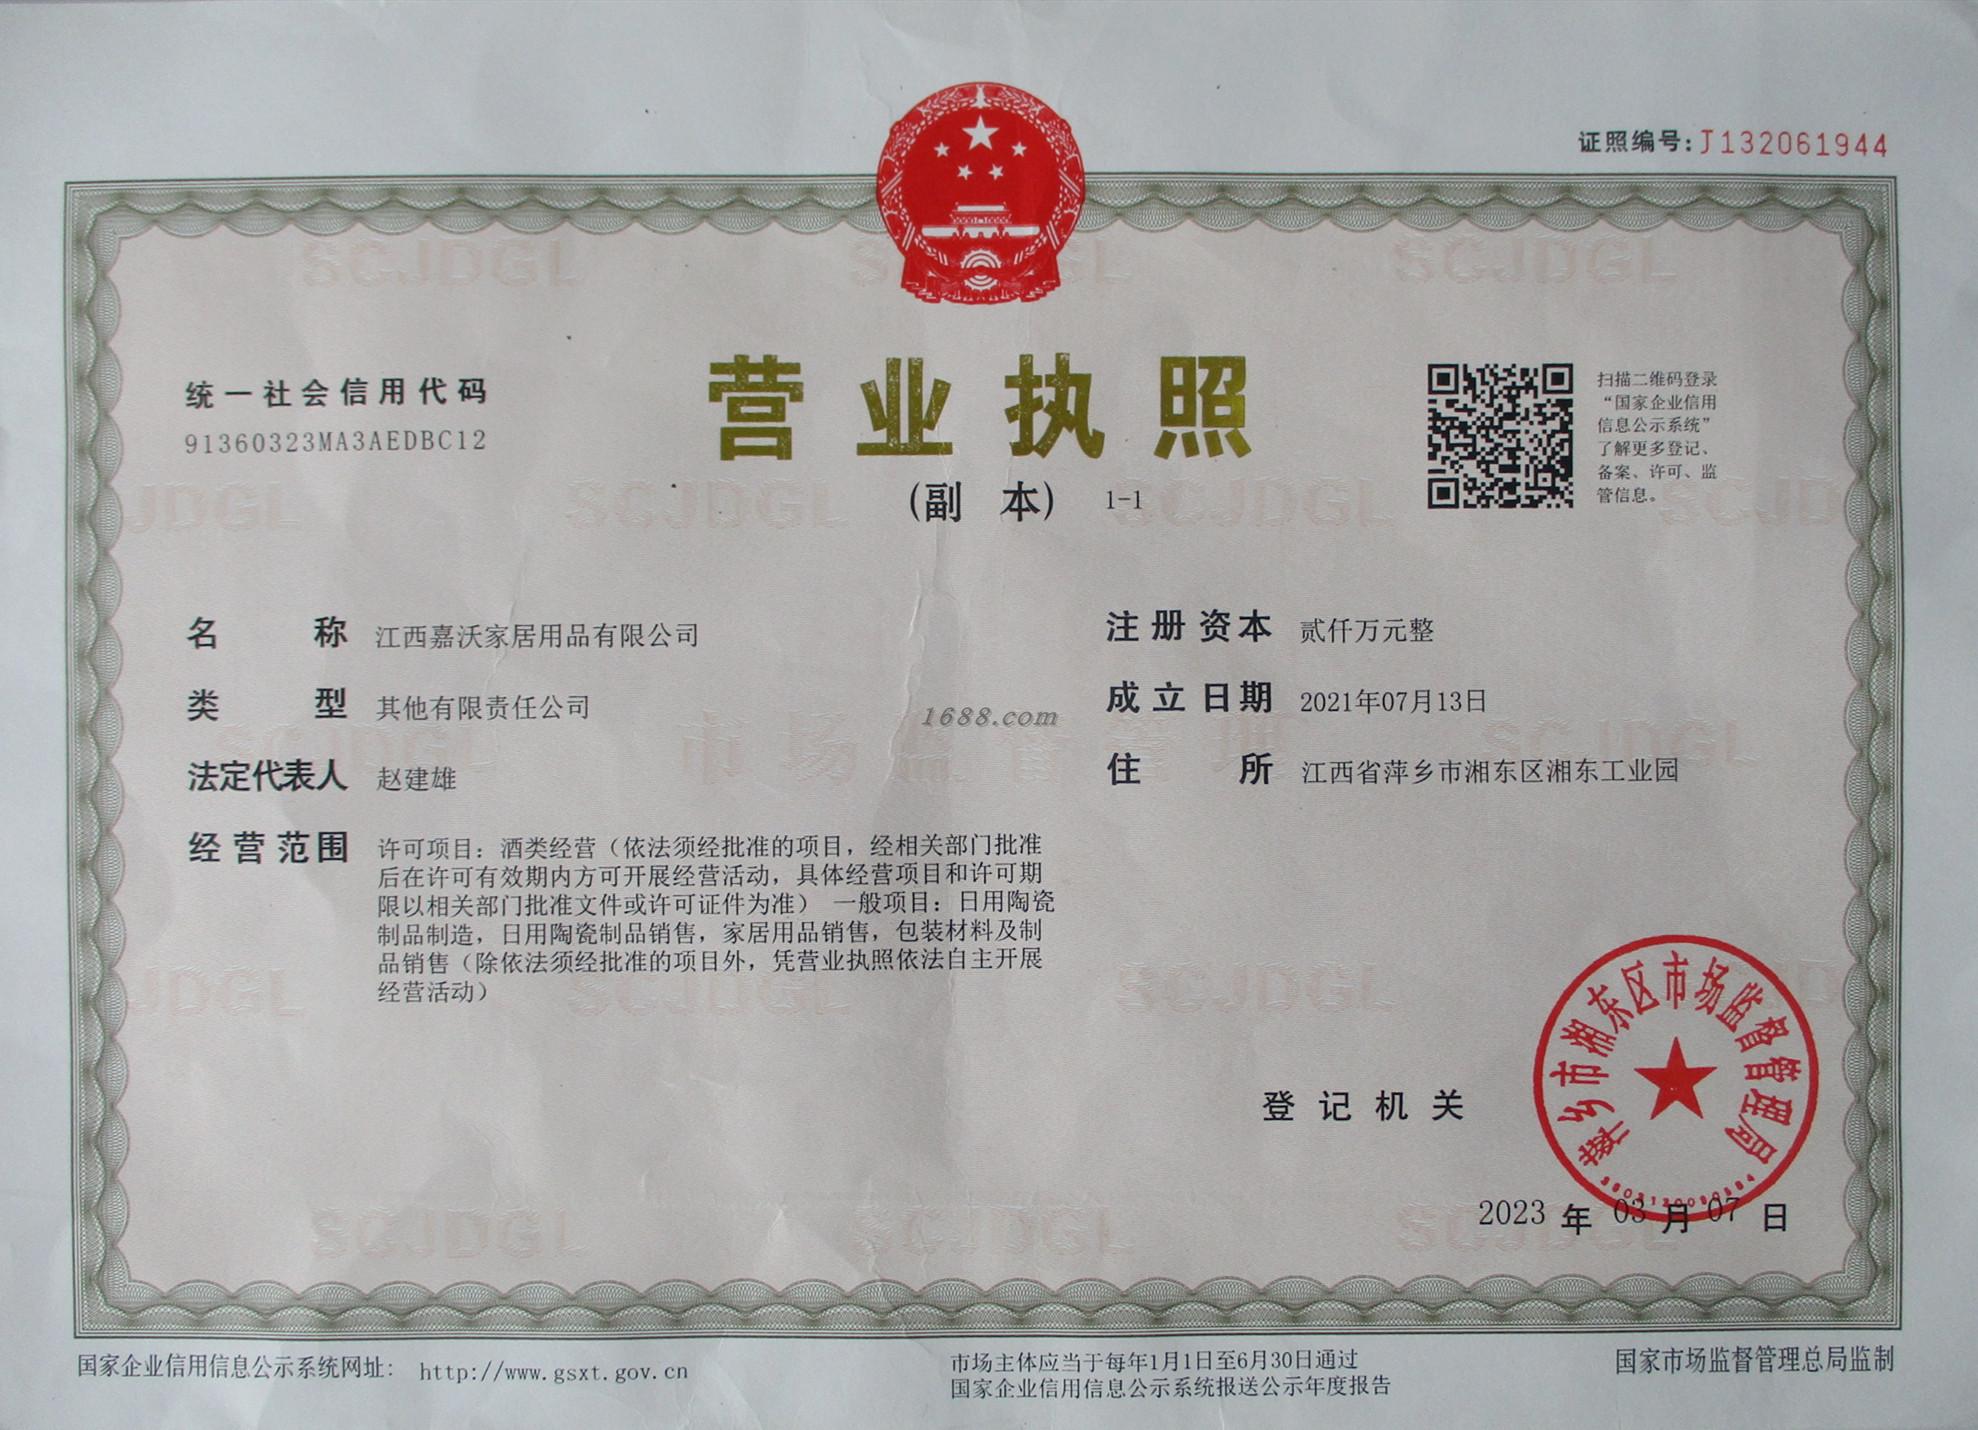 证照编号:J132061944
统一社会信用代码
91360323MA3AEDBC12
营业执照
(副 本) 1-1
扫描二维码登录
“国家企业信用
信息公示系统”
了解更多登记、
备案、许可、监
管信息。
名 称 江西嘉沃家居用品有限公司
类 型 其他有限责任公司
法定代表人 赵建雄
经营范围 许可项目：酒类经营（依法须经批准的项目，经相关部门批准
后在许可有效期内方可开展经营活动，具体经营项目和许可期
限以相关部门批准文件或许可证件为准） 一般项目：日用陶瓷
制品制造，日用陶瓷制品销售，家居用品销售，包装材料及制
品销售（除依法须经批准的项目外，凭营业执照依法自主开展
经营活动）
注册资本 贰仟万元整
成立日期 2021年07月13日
住 所 江西省萍乡市湘东区湘东工业园
1688.com
登记机关
萍乡市湘东区市场监督管理局
2023 年 03 月 07 日
国家企业信用信息公示系统网址： http://www.gsxt.gov.cn
市场主体应当于每年1月1日至6月30日通过
国家企业信用信息公示系统报送公示年度报告
国家市场监督管理总局监制
SCJDGL
市场监督管理